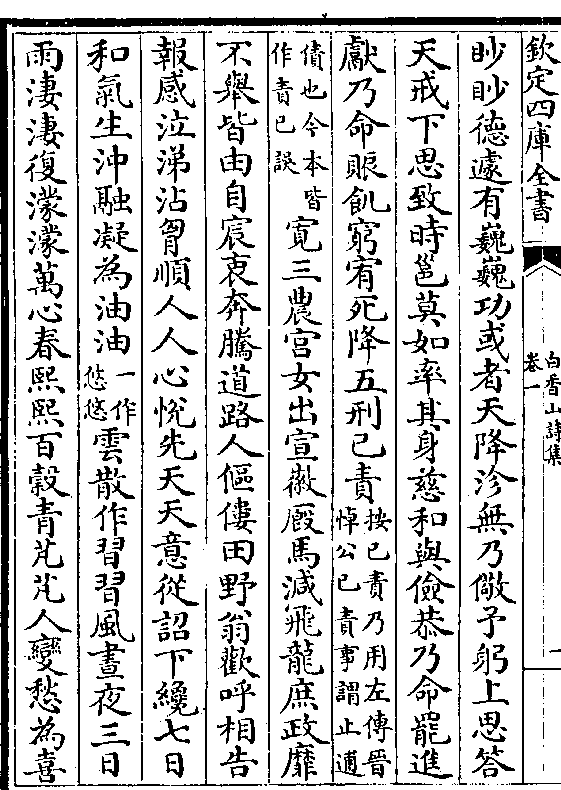 欽定四庫全書
白香山詩集
卷一
一
眇眇德遽有巍巍功或者天降沴無乃儆予躬上思答
天戒下思致時邕莫如率其身慈和與儉恭乃命罷進
獻乃命賑飢窮宥死降五刑已責按已責乃用左傳晉
悼公已責事謂止逋
債也今本皆
作責已誤
寛三農宫女出宣徽廐馬減飛龍庶政靡
不舉皆由自宸衷奔騰道路人傴僂田野翁歡呼相告
報感泣涕沾胷順人人心悅先天天意從詔下纔七日
和氣生沖融凝為油油一作
悠悠雲散作習習風晝夜三日
雨淒淒復濛濛萬心春熙熙百穀青芃芃人變愁為喜